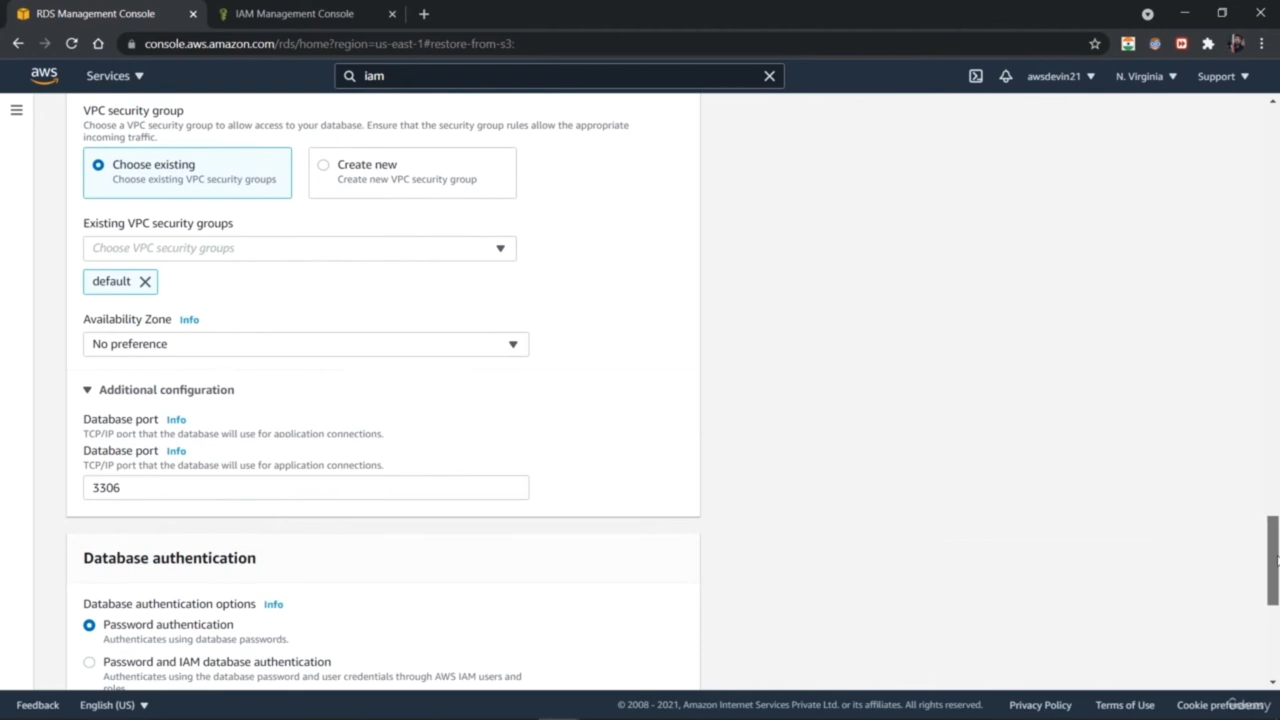 RDS Management Console
IAM Management Console
console.aws.amazon.com/rds/home?region=us-east-1#restore-from-s3:
aws
Services
iam
awsdevin21
N. Virginia
Support
VPC security group
Choose a VPC security group to allow access to your database. Ensure that the security group rules allow the appropriate
incoming traffic.
Choose existing
Choose existing VPC security groups
Create new
Create new VPC security group
Existing VPC security groups
Choose VPC security groups
default
Availability Zone Info
No preference
Additional configuration
Database port Info
TCP/IP port that the database will use for application connections.
Database port Info
TCP/IP port that the database will use for application connections.
3306
Database authentication
Database authentication options Info
Password authentication
Authenticates using database passwords.
Password and IAM database authentication
Authenticates using the database password and user credentials through AWS IAM users and
roles.
Feedback
English (US)
© 2008 - 2021, Amazon Internet Services Private Ltd. or its affiliates. All rights reserved.
Privacy Policy
Terms of Use
Cookie preferences
Udemy